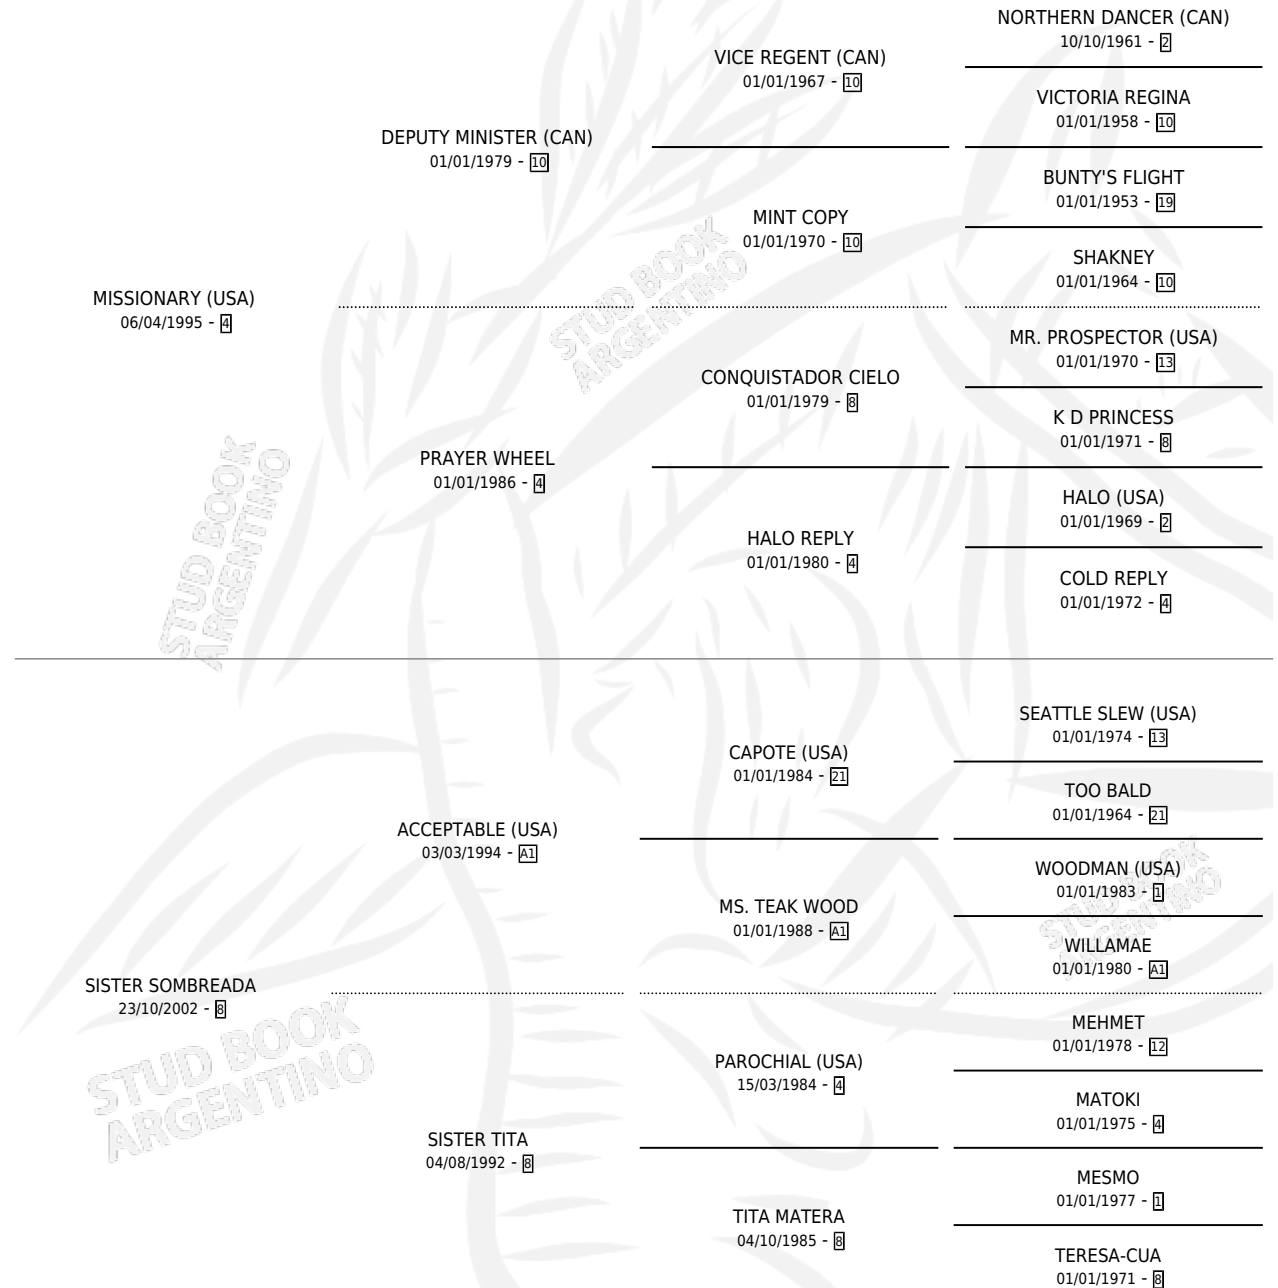 NORTHERN DANCER (CAN)
10/10/1961 - 2
VICE REGENT (CAN)
01/01/1967 - 10
VICTORIA REGINA
01/01/1958 - 10
DEPUTY MINISTER (CAN)
01/01/1979 - 10
BUNTY'S FLIGHT
01/01/1953 - 19
MINT COPY
01/01/1970 - 10
SHAKNEY
01/01/1964 - 10
MISSIONARY (USA)
06/04/1995 - 4
STUD BOOK
ARGENTINO
MR. PROSPECTOR (USA)
01/01/1970 - 13
CONQUISTADOR CIELO
01/01/1979 - 8
K D PRINCESS
01/01/1971 - 8
PRAYER WHEEL
01/01/1986 - 4
HALO (USA)
01/01/1969 - 2
HALO REPLY
01/01/1980 - 4
COLD REPLY
01/01/1972 - 4
STUD BOOK
ARGENTINO
SEATTLE SLEW (USA)
01/01/1974 - 13
CAPOTE (USA)
01/01/1984 - 21
TOO BALD
01/01/1964 - 21
ACCEPTABLE (USA)
03/03/1994 - A1
WOODMAN (USA)
01/01/1983 - 1
MS. TEAK WOOD
01/01/1988 - A1
STUD BOOK
ARGENTINO
WILLAMAE
01/01/1980 - A1
SISTER SOMBREADA
23/10/2002 - 8
STUD BOOK
ARGENTINO
MEHMET
01/01/1978 - 12
PAROCHIAL (USA)
15/03/1984 - 4
MATOKI
01/01/1975 - 4
SISTER TITA
04/08/1992 - 8
MESMO
01/01/1977 - 1
TITA MATERA
04/10/1985 - 8
TERESA-CUA
01/01/1971 - 8